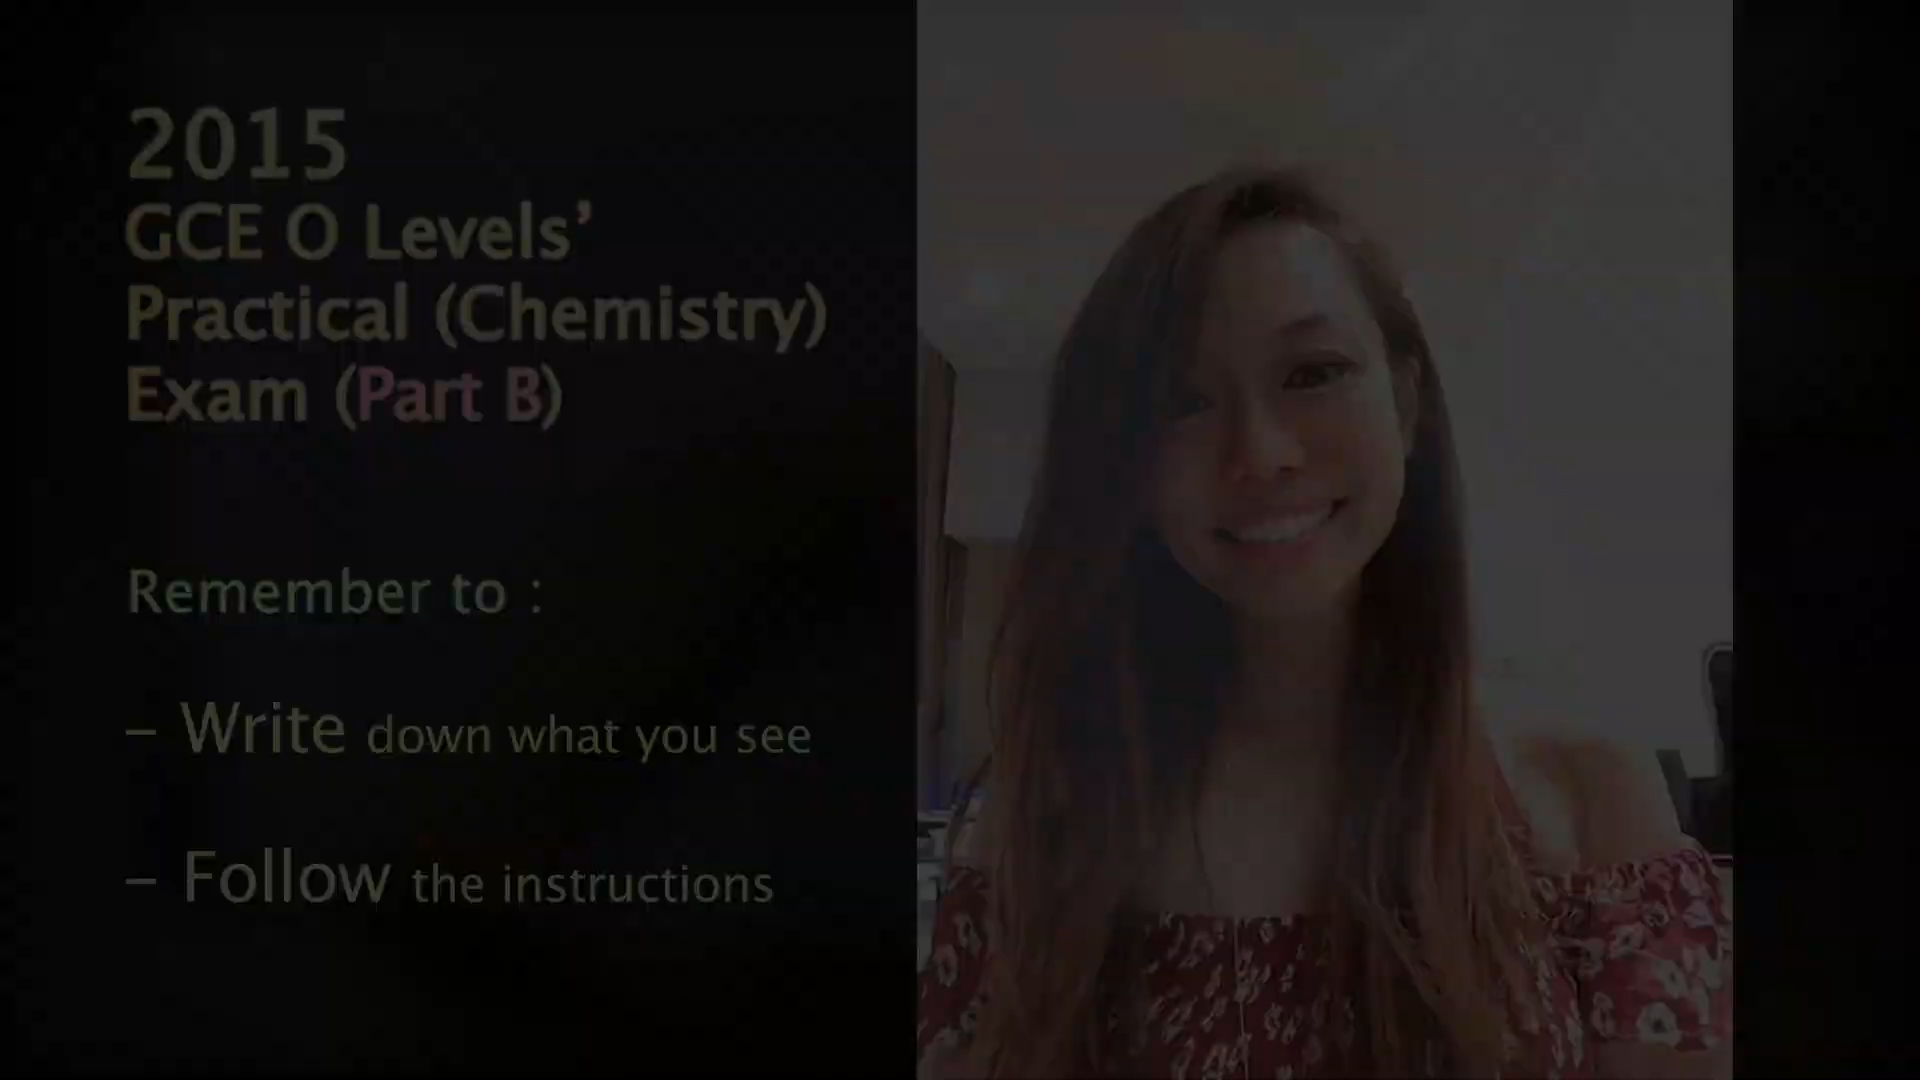 2015
GCE O Levels’
Practical (Chemistry)
Exam (Part B)
Remember to :
– Write down what you see
– Follow the instructions